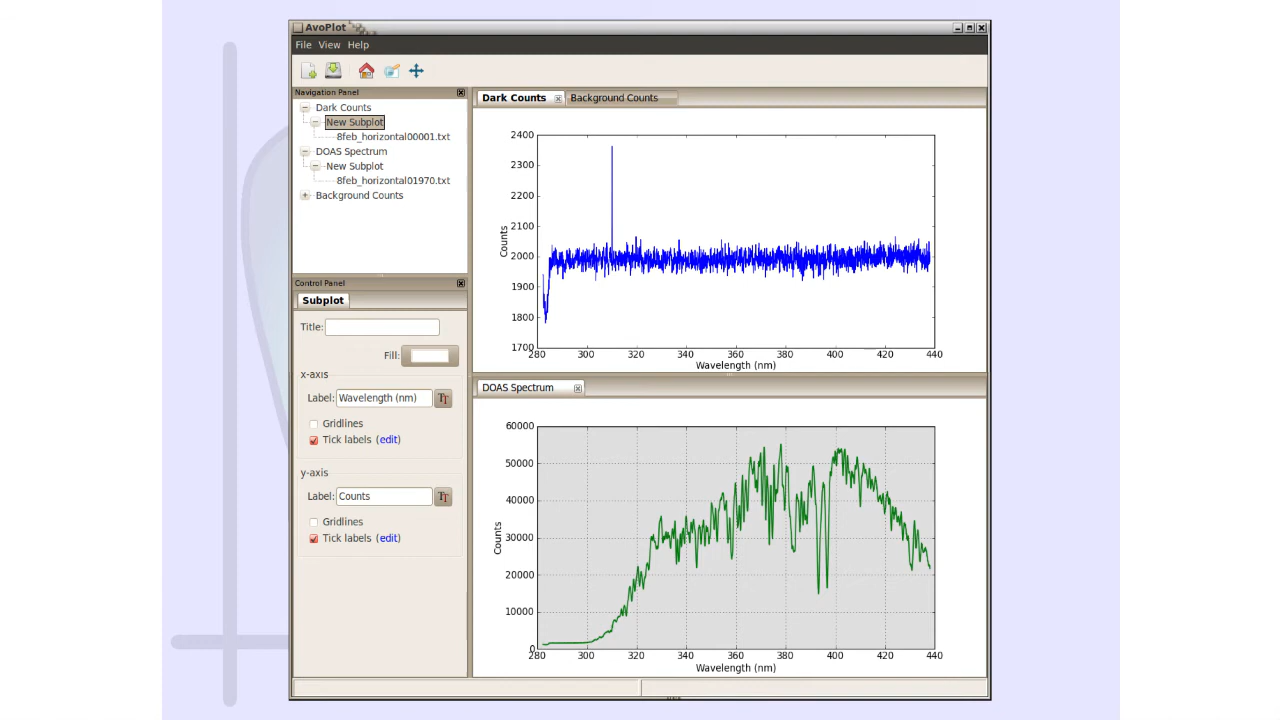 AvoPlot
File View Help
Navigation Panel
Dark Counts
New Subplot
8feb_horizontal00001.txt
DOAS Spectrum
New Subplot
8feb_horizontal01970.txt
Background Counts
Control Panel
Subplot
Title:
Fill:
x-axis
Label: Wavelength (nm) TT
Gridlines
Tick labels (edit)
y-axis
Label: Counts TT
Gridlines
Tick labels (edit)
Dark Counts Background Counts
2400
2300
2200
2100
2000
1900
1800
1700
Counts
280 300 320 340 360 380 400 420 440
Wavelength (nm)
DOAS Spectrum
60000
50000
40000
30000
20000
10000
0
Counts
280 300 320 340 360 380 400 420 440
Wavelength (nm)